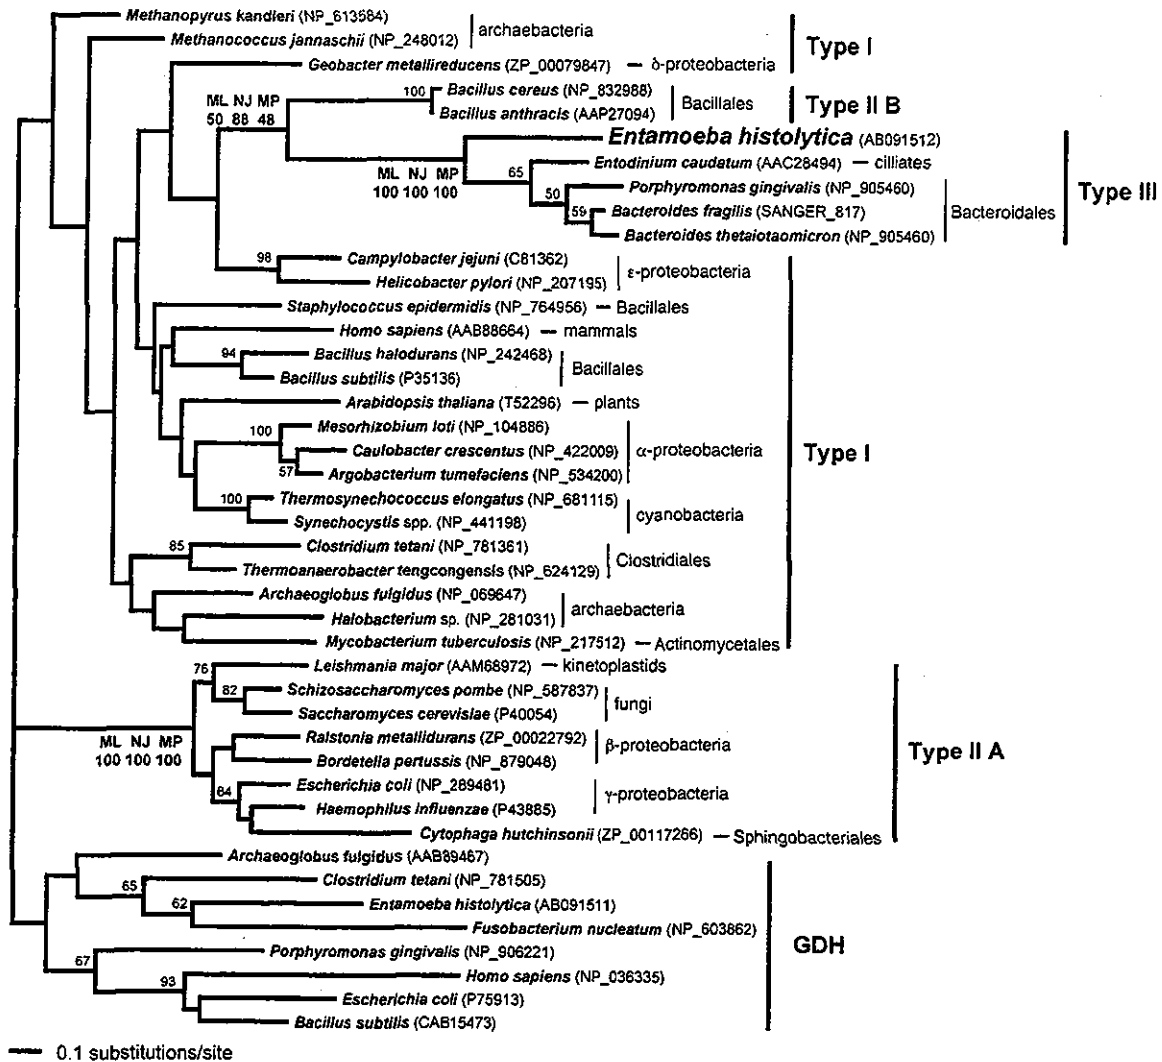 Methanopyrus kandleri (NP_613564)
Methanococcus jannaschii (NP_248012)
archaebacteria
Geobacter metallireducens (ZP_00079847) — δ-proteobacteria
Type I
ML NJ MP
50 88 48
100
Bacillus cereus (NP_832988)
Bacillus anthracis (AAP27094)
Bacillales
Type II B
ML NJ MP
100 100 100
Entamoeba histolytica (AB091512)
65
Entodinium caudatum (AAC28494) — cilliates
50
Porphyromonas gingivalis (NP_905460)
59
Bacteroides fragilis (SANGER_817)
Bacteroides thetaiotaomicron (NP_905460)
Bacteroidales
Type III
98
Campylobacter jejuni (C81362)
Helicobacter pylori (NP_207195)
ε-proteobacteria
Staphylococcus epidermidis (NP_764956) — Bacillales
Homo sapiens (AAB88664) — mammals
94
Bacillus halodurans (NP_242468)
Bacillus subtilis (P35136)
Bacillales
Arabidopsis thaliana (T52296) — plants
100
Mesorhizobium loti (NP_104886)
Caulobacter crescentus (NP_422009)
57
Argobacterium tumefaciens (NP_534200)
α-proteobacteria
Type I
100
Thermosynechococcus elongatus (NP_681115)
Synechocystis spp. (NP_441198)
cyanobacteria
85
Clostridium tetani (NP_781361)
Thermoanaerobacter tengcongensis (NP_624129)
Clostridiales
Archaeoglobus fulgidus (NP_069647)
Halobacterium sp. (NP_281031)
archaebacteria
Mycobacterium tuberculosis (NP_217512) — Actinomycetales
76
Leishmania major (AAM68972) — kinetoplastids
82
Schizosaccharomyces pombe (NP_587837)
Saccharomyces cerevisiae (P40054)
fungi
ML NJ MP
100 100 100
Ralstonia metallidurans (ZP_00022792)
Bordetella pertussis (NP_879048)
β-proteobacteria
Type II A
64
Escherichia coli (NP_289481)
Haemophilus influenzae (P43885)
γ-proteobacteria
Cytophaga hutchinsonii (ZP_00117266) — Sphingobacteriales
Archaeoglobus fulgidus (AAB89467)
65
Clostridium tetani (NP_781505)
62
Entamoeba histolytica (AB091511)
Fusobacterium nucleatum (NP_603862)
GDH
67
Porphyromonas gingivalis (NP_906221)
93
Homo sapiens (NP_036335)
Escherichia coli (P75913)
Bacillus subtilis (CAB15473)
0.1 substitutions/site